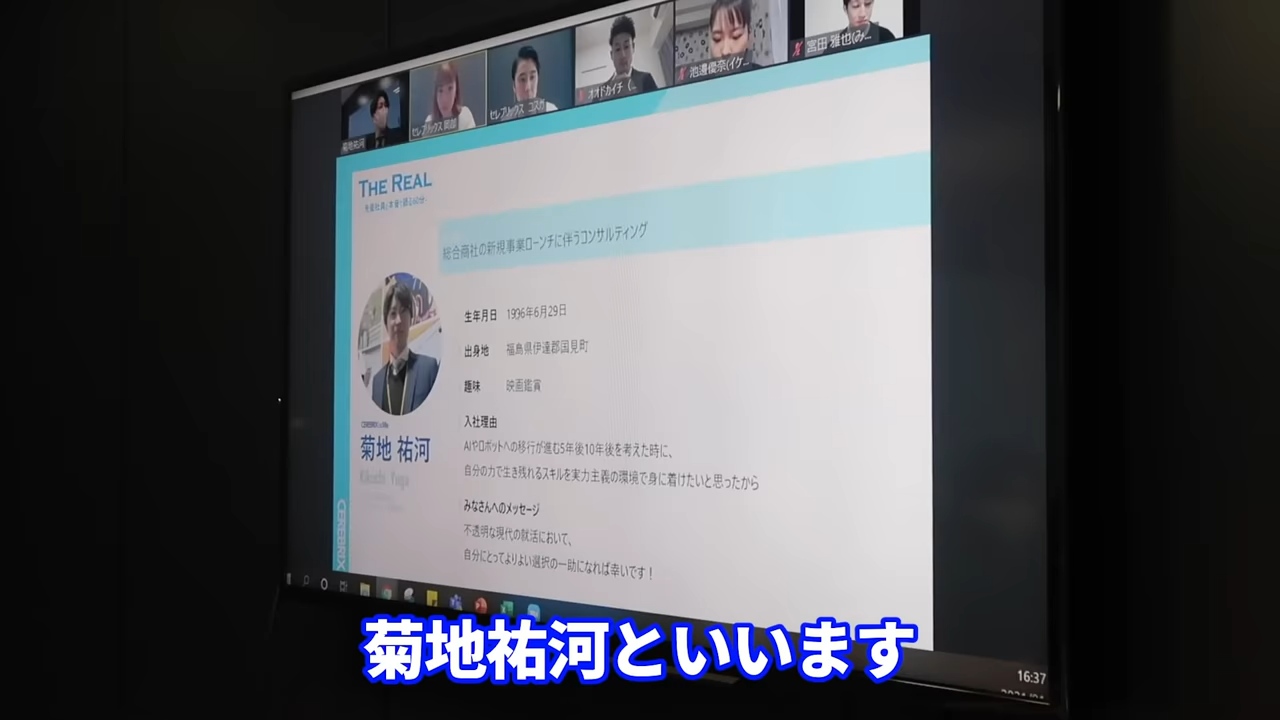 菊地祐河
セレブリックス 岡部
セレブリックス コスガ
オオドカイチ (...
池邊優奈(イケ...
宮田 雅也(み...
THE REAL
総合商社の新規事業ローンチに伴うコンサルティング
生年月日 1996年6月29日
出身地 福島県伊達郡国見町
趣味 映画鑑賞
入社理由
AIやロボットへの移行が進む5年後10年後を考えた時に、
自分の力で生き残れるスキルを実力主義の環境で身に着けたいと思ったから
みなさんへのメッセージ
不透明な現代の就活において、
自分にとってよりよい選択の一助になれば幸いです！
菊地 祐河
Kikuchi Yuga
CEREBRIX
16:37
菊地祐河といいます